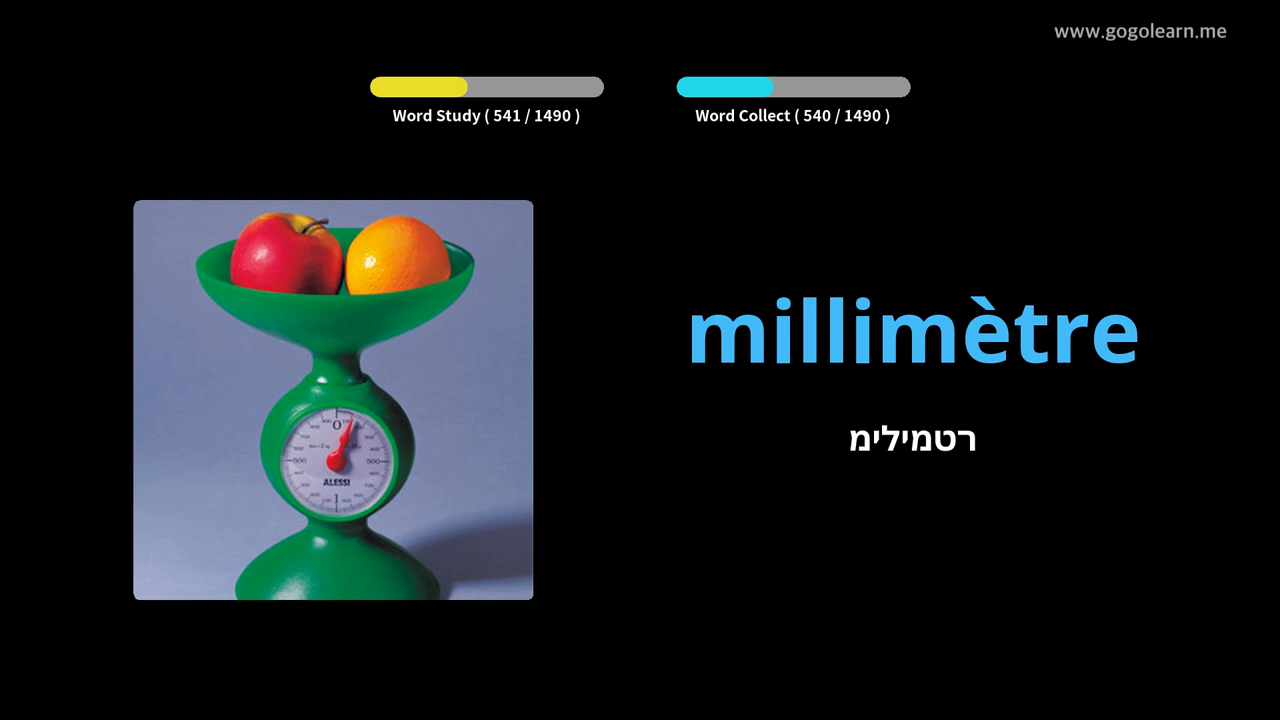 www.gogolearn.me
Word Study ( 541 / 1490 )
Word Collect ( 540 / 1490 )
millimètre
רטמילימ
ALESSI